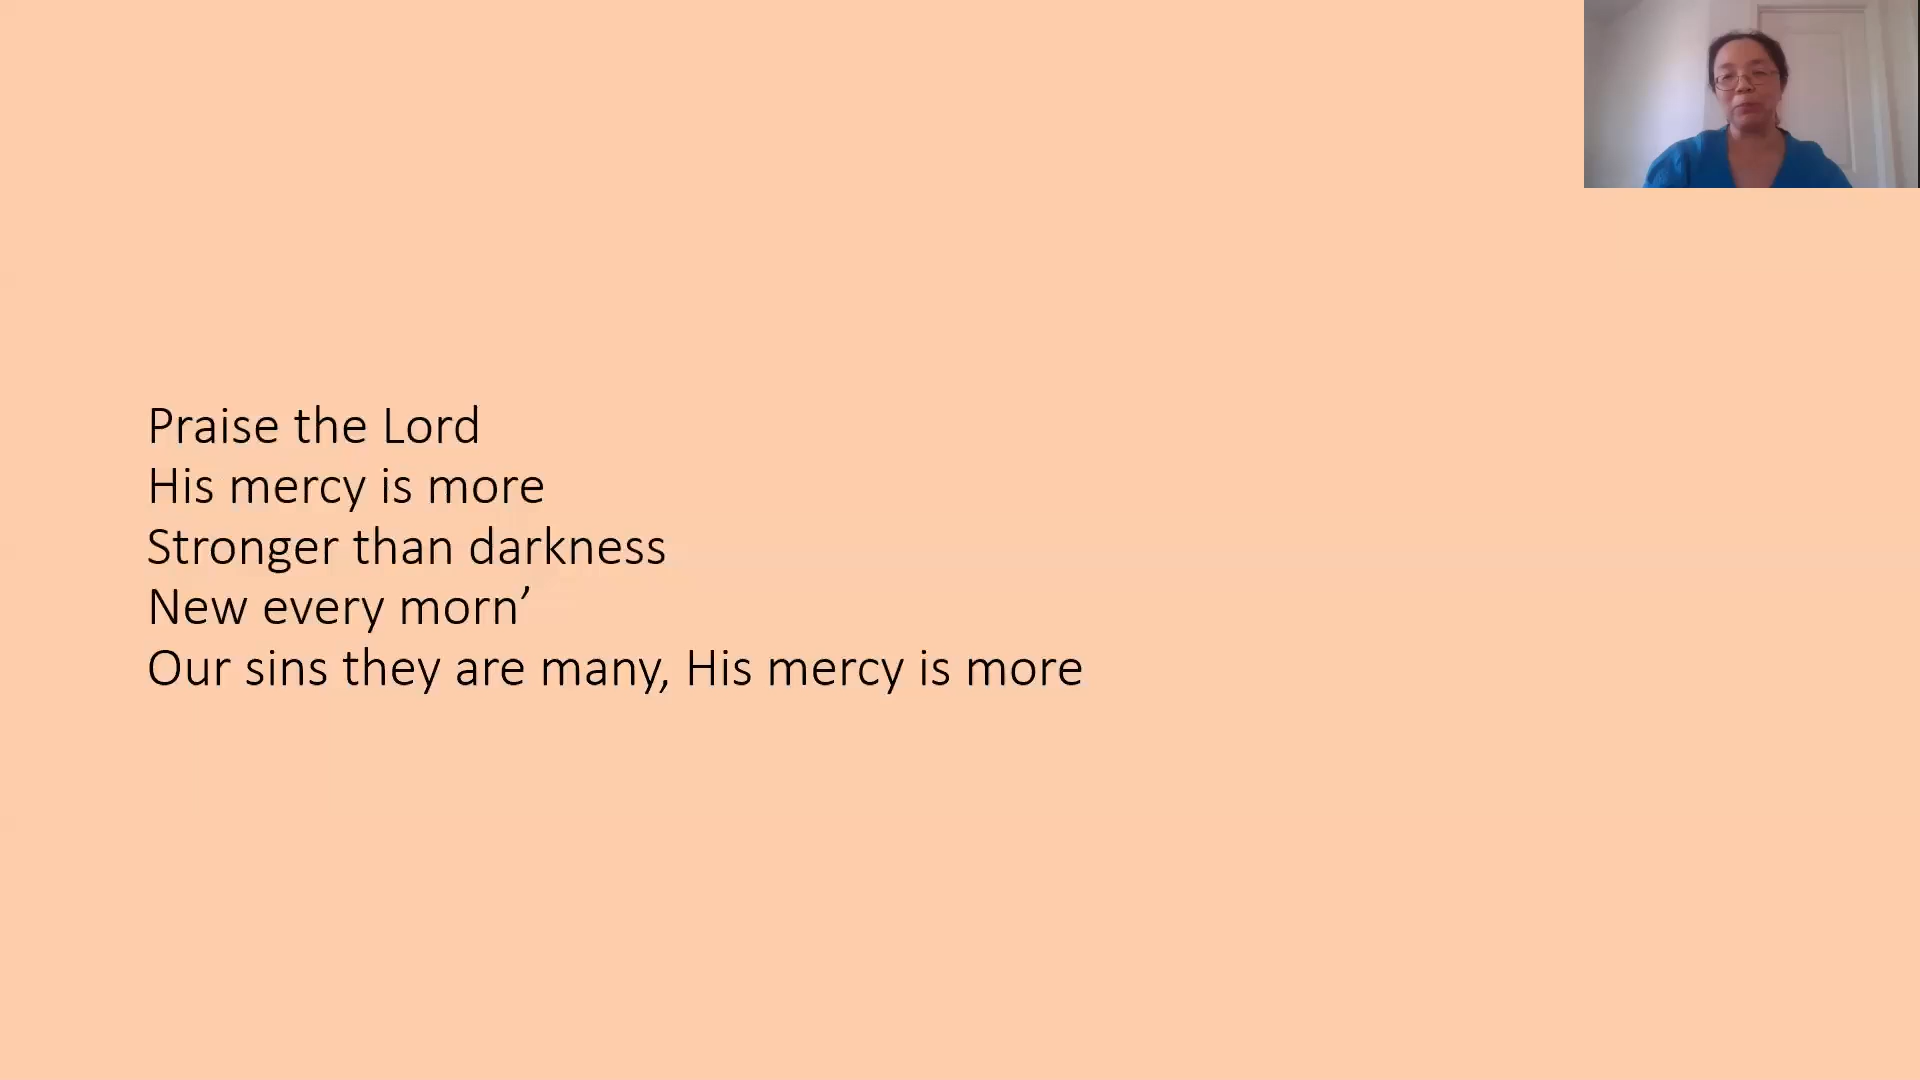 Praise the Lord
His mercy is more
Stronger than darkness
New every morn’
Our sins they are many, His mercy is more